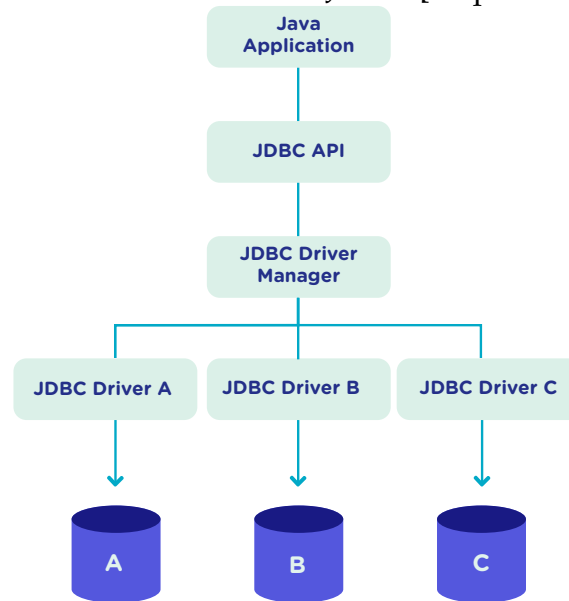 Java
Application
JDBC API
JDBC Driver
Manager
JDBC Driver A
JDBC Driver B
JDBC Driver C
A
B
C